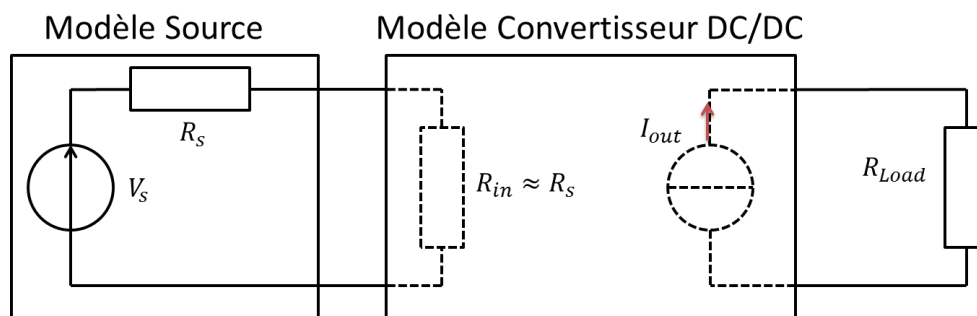 Modèle Source
Modèle Convertisseur DC/DC
R_s
V_s
R_in ≈ R_s
I_out
R_Load